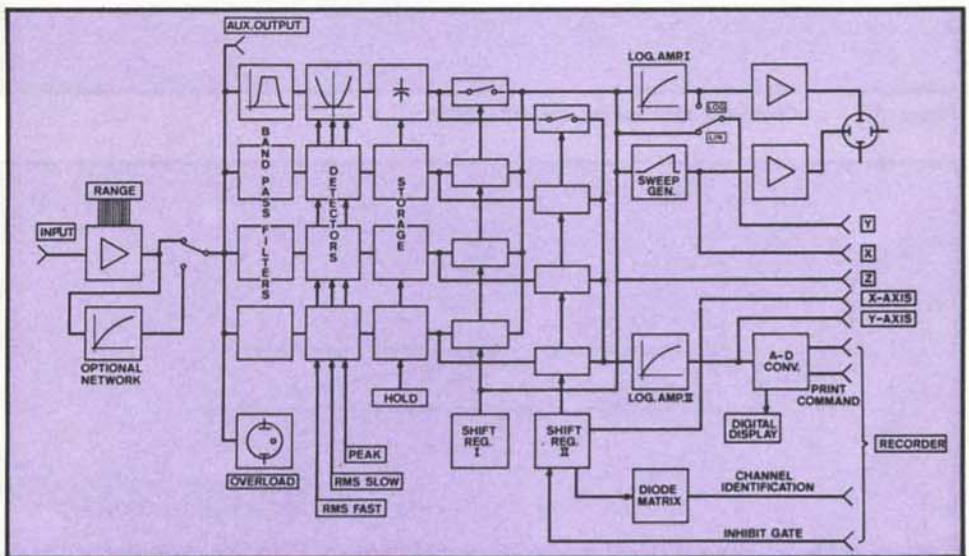 AUX. OUTPUT
LOG. AMP. I
LOG
LIN
BAND PASS FILTERS
DETECTORS
STORAGE
RANGE
INPUT
SWEEP
GEN.
Y
X
Z
X-AXIS
Y-AXIS
OPTIONAL
NETWORK
HOLD
LOG. AMP. II
A-D
CONV.
PRINT
COMMAND
SHIFT
REG.
I
SHIFT
REG.
II
DIGITAL
DISPLAY
RECORDER
PEAK
OVERLOAD
RMS SLOW
RMS FAST
DIODE
MATRIX
CHANNEL
IDENTIFICATION
INHIBIT GATE